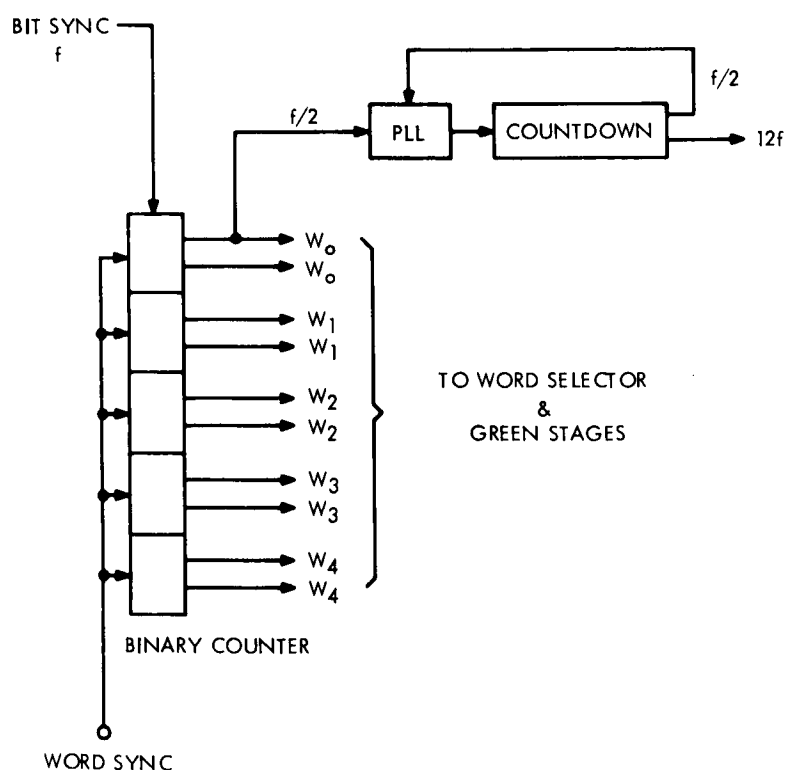 BIT SYNC
f
f/2
f/2
PLL
COUNTDOWN
12f
W₀
W₀
W₁
W₁
W₂
W₂
W₃
W₃
W₄
W₄
TO WORD SELECTOR
&
GREEN STAGES
BINARY COUNTER
WORD SYNC